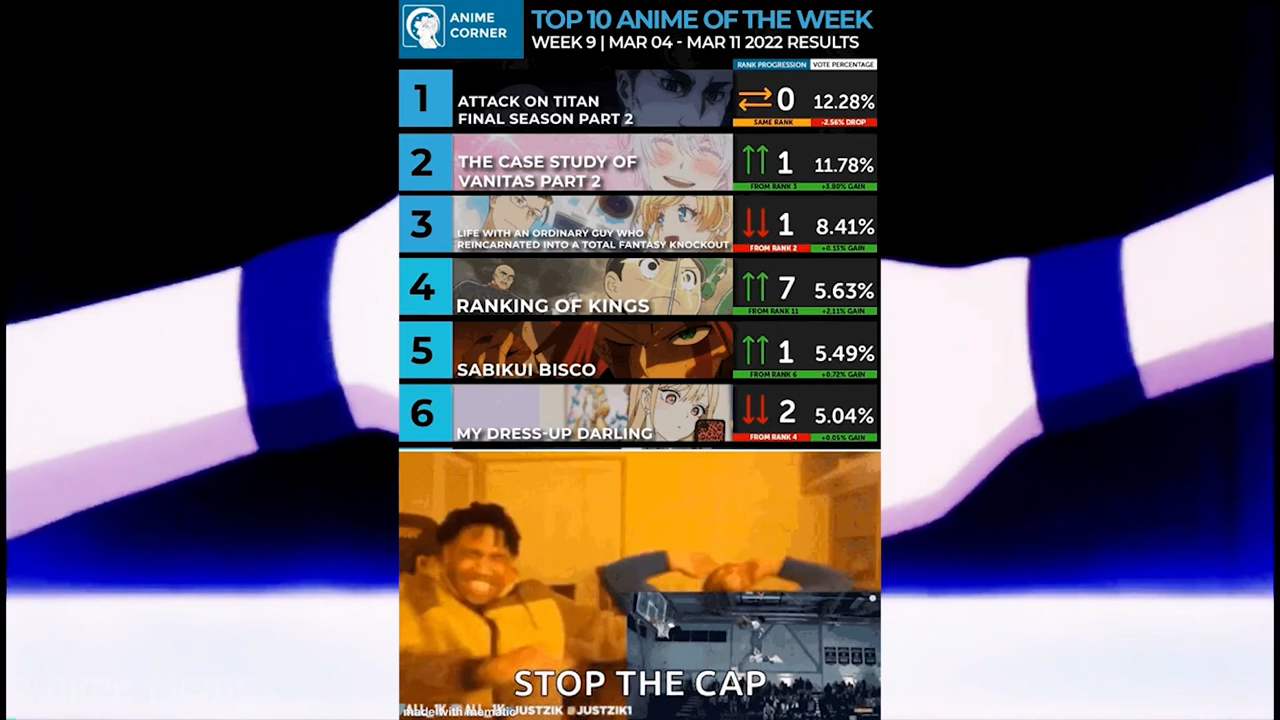 ANIME
CORNER
TOP 10 ANIME OF THE WEEK
WEEK 9 | MAR 04 - MAR 11 2022 RESULTS
RANK PROGRESSION
VOTE PERCENTAGE
1
ATTACK ON TITAN
FINAL SEASON PART 2
0
12.28%
SAME RANK
-2.56% DROP
2
THE CASE STUDY OF
VANITAS PART 2
1
11.78%
FROM RANK 3
+3.80% GAIN
3
LIFE WITH AN ORDINARY GUY WHO
REINCARNATED INTO A TOTAL FANTASY KNOCKOUT
1
8.41%
FROM RANK 2
+0.13% GAIN
4
RANKING OF KINGS
7
5.63%
FROM RANK 11
+2.11% GAIN
5
SABIKUI BISCO
1
5.49%
FROM RANK 6
+0.72% GAIN
6
MY DRESS-UP DARLING
2
5.04%
FROM RANK 4
+0.05% GAIN
STOP THE CAP
JUSTZIK JUSTZIK1
made with mematic